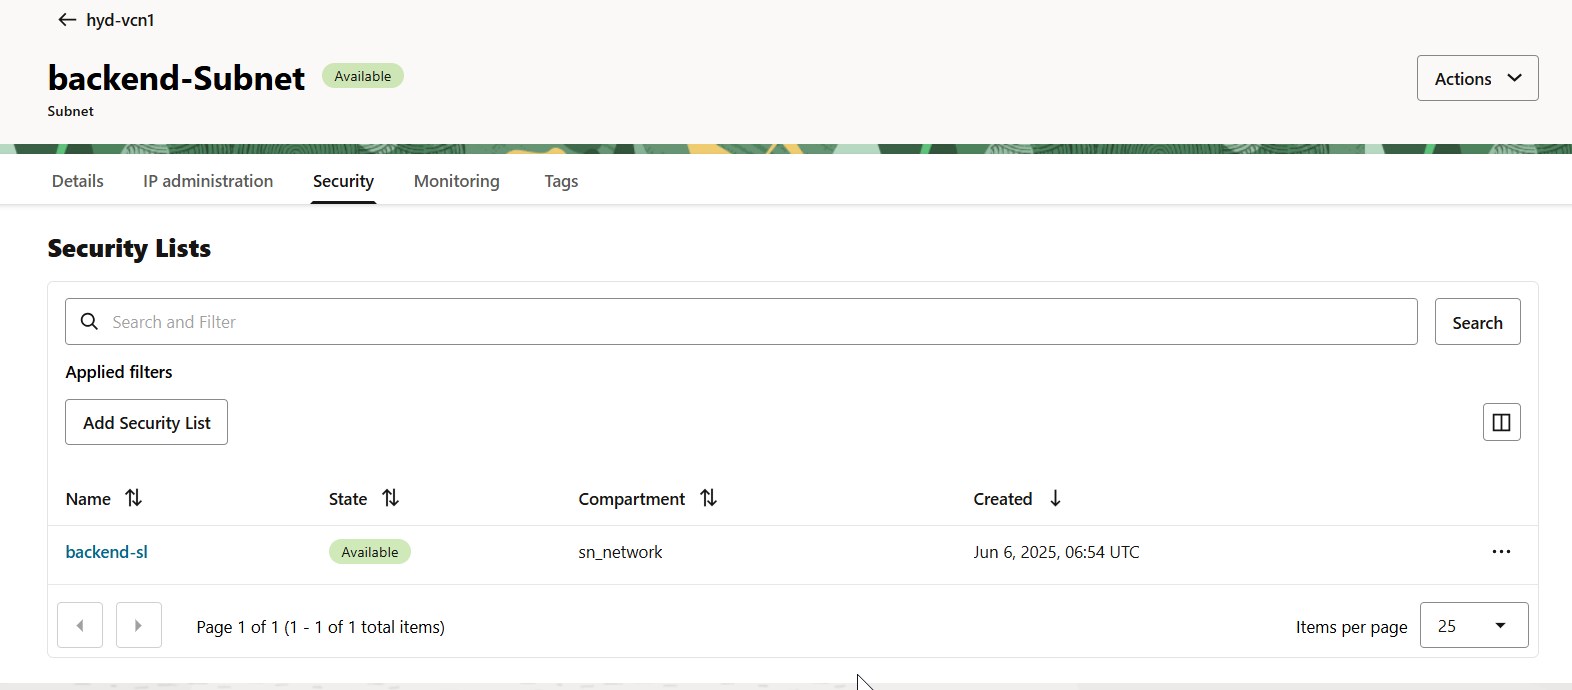 hyd-vcn1
backend-Subnet Available
Actions
Subnet
Details IP administration Security Monitoring Tags
Security Lists
Search and Filter
Search
Applied filters
Add Security List
Name State Compartment Created
backend-sl Available sn_network Jun 6, 2025, 06:54 UTC
Page 1 of 1 (1 - 1 of 1 total items) Items per page 25